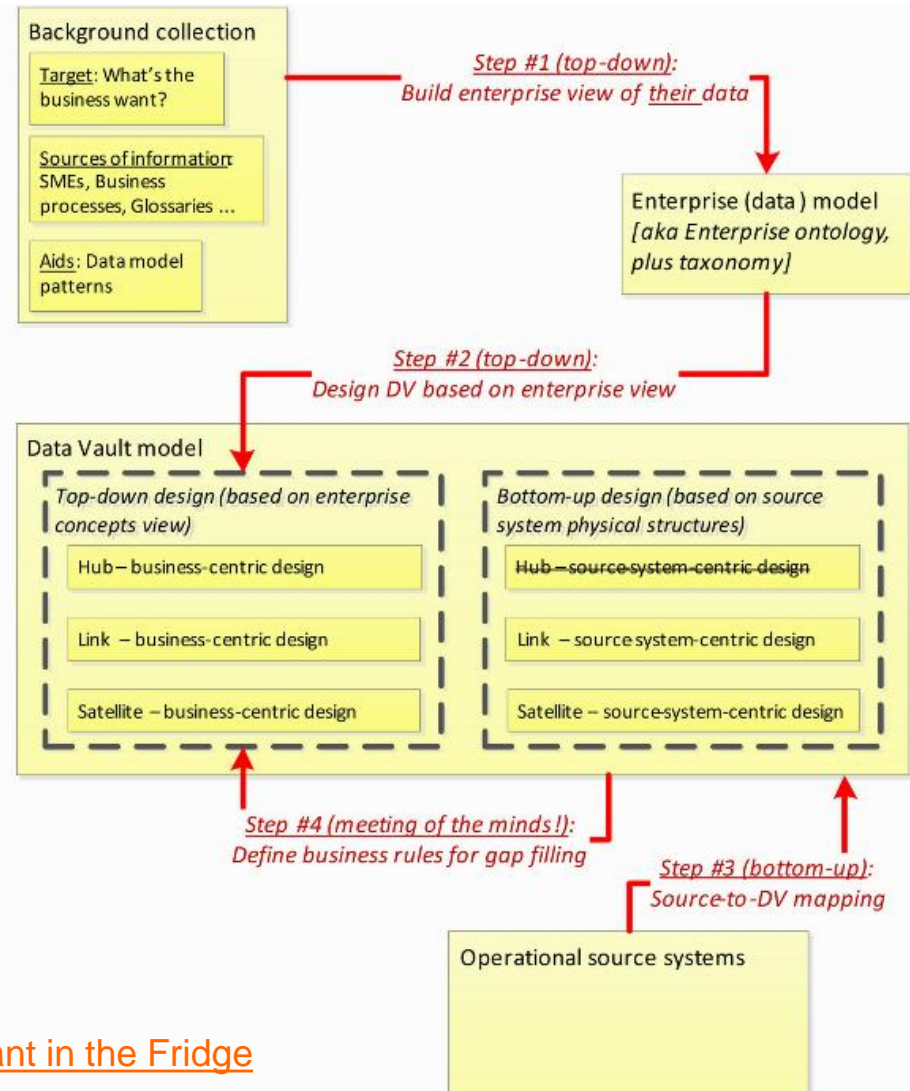 Background collection
Target: What's the
business want?
Sources of information:
SMEs, Business
processes, Glossaries ...
Aids: Data model
patterns
Step #1 (top-down):
Build enterprise view of their data
Enterprise (data) model
[aka Enterprise ontology,
plus taxonomy]
Step #2 (top-down):
Design DV based on enterprise view
Data Vault model
Top-down design (based on enterprise
concepts view)
Hub – business-centric design
Link – business-centric design
Satellite – business-centric design
Bottom-up design (based on source
system physical structures)
Hub – source-system-centric design
Link – source-system-centric design
Satellite – source-system-centric design
Step #4 (meeting of the minds!):
Define business rules for gap filling
Step #3 (bottom-up):
Source-to-DV mapping
Operational source systems
ant in the Fridge